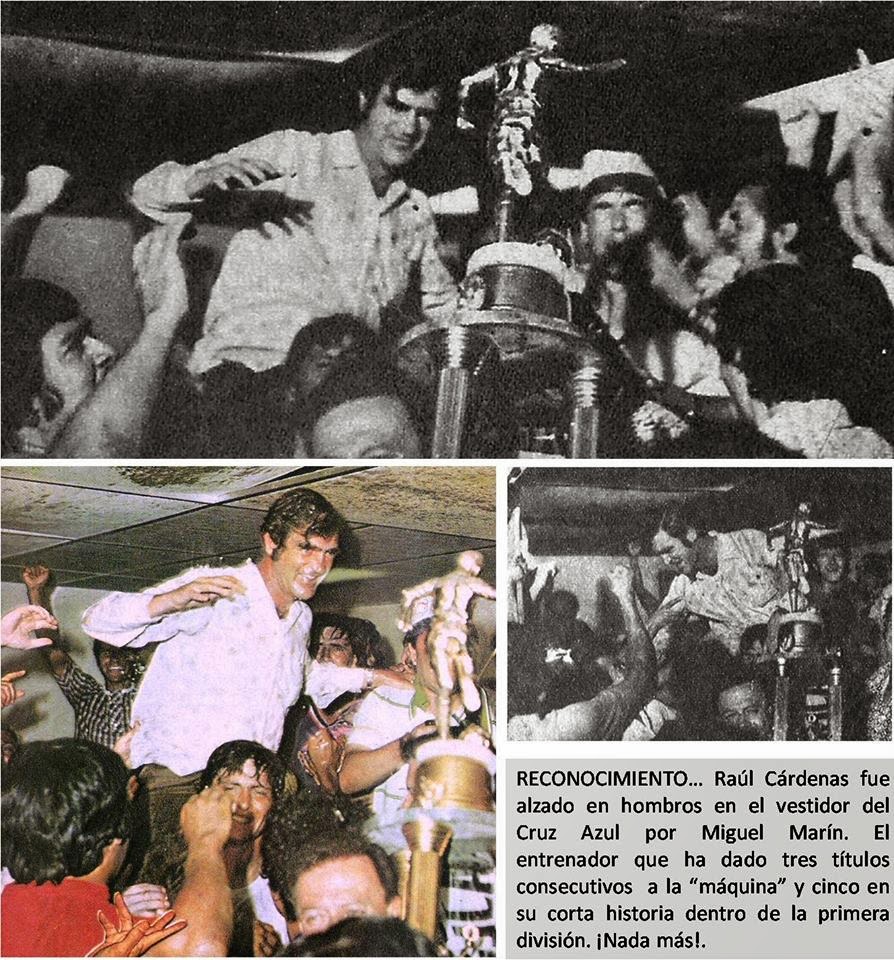 RECONOCIMIENTO... Raúl Cárdenas fue
alzado en hombros en el vestidor del
Cruz Azul por Miguel Marín. El
entrenador que ha dado tres títulos
consecutivos a la “máquina” y cinco en
su corta historia dentro de la primera
división. ¡Nada más!.